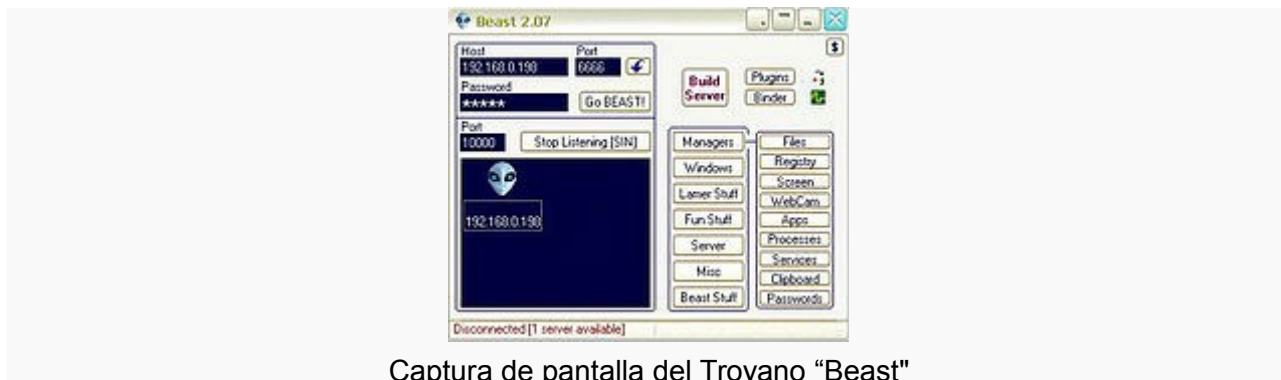 Beast 2.07
$
Host
Port
192.168.0.198
6666
Password
*****
Go BEAST!
Build
Server
Plugins
Binder
Port
10000
Stop Listening [SIN]
192.168.0.198
Managers
Windows
Lamer Stuff
Fun Stuff
Server
Misc
Beast Stuff
Files
Registry
Screen
WebCam
Apps
Processes
Services
Clipboard
Passwords
Disconnected [1 server available]
Captura de pantalla del Troyano “Beast"